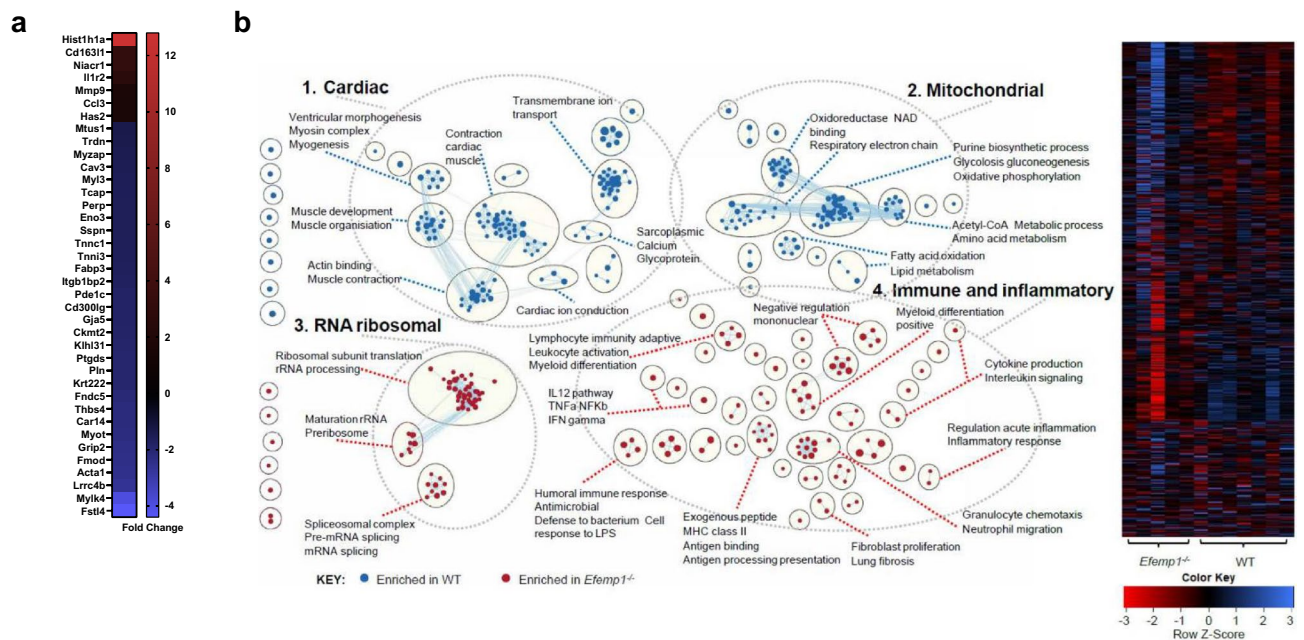 a
Hist1h1a
Cd163l1
Niacr1
Il1r2
Mmp9
Ccl3
Has2
Mtus1
Trdn
Myzap
Cav3
Myl3
Tcap
Perp
Eno3
Sspn
Tnnc1
Tnni3
Fabp3
Itgb1bp2
Pde1c
Cd300lg
Gja5
Ckmt2
Klhl31
Ptgds
Pln
Krt222
Fndc5
Thbs4
Car14
Myot
Grip2
Fmod
Acta1
Lrrc4b
Mylk4
Fstl4
12
10
8
6
4
2
0
-2
-4
Fold Change
b
1. Cardiac
Ventricular morphogenesis
Myosin complex
Myogenesis
Contraction
cardiac
muscle
Transmembrane ion
transport
Muscle development
Muscle organisation
Actin binding
Muscle contraction
Sarcoplasmic
Calcium
Glycoprotein
Cardiac ion conduction
2. Mitochondrial
Oxidoreductase NAD
binding
Respiratory electron chain
Purine biosynthetic process
Glycolosis gluconeogenesis
Oxidative phosphorylation
Acetyl-CoA Metabolic process
Amino acid metabolism
Fatty acid oxidation
Lipid metabolism
3. RNA ribosomal
Ribosomal subunit translation
rRNA processing
Maturation rRNA
Preribosome
Spliceosomal complex
Pre-mRNA splicing
mRNA splicing
4. Immune and inflammatory
Negative regulation
mononuclear
Myeloid differentiation
positive
Lymphocyte immunity adaptive
Leukocyte activation
Myeloid differentiation
IL12 pathway
TNFa NFKb
IFN gamma
Cytokine production
Interleukin signaling
Regulation acute inflammation
Inflammatory response
Humoral immune response
Antimicrobial
Defense to bacterium Cell
response to LPS
Exogenous peptide
MHC class II
Antigen binding
Antigen processing presentation
Fibroblast proliferation
Lung fibrosis
Granulocyte chemotaxis
Neutrophil migration
KEY: Enriched in WT Enriched in Efemp1-/-
Efemp1-/- WT
Color Key
-3 -2 -1 0 1 2 3
Row Z-Score